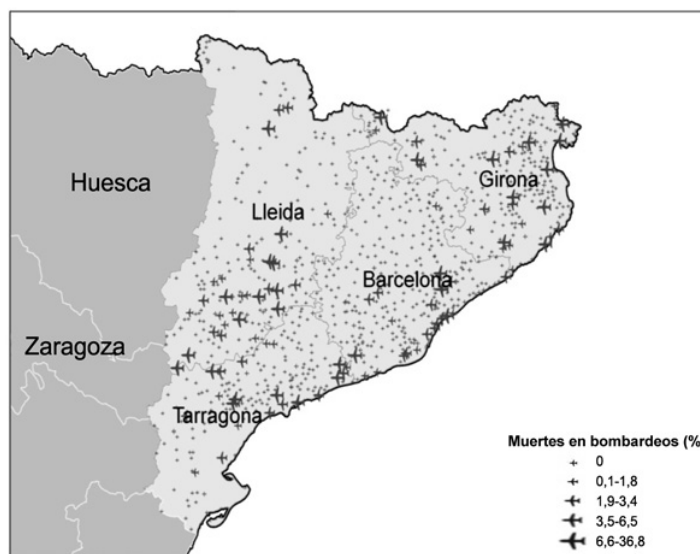 Huesca
Lleida
Girona
Barcelona
Zaragoza
Tarragona
Muertes en bombardeos (%
0
0,1-1,8
1,9-3,4
3,5-6,5
6,6-36,8